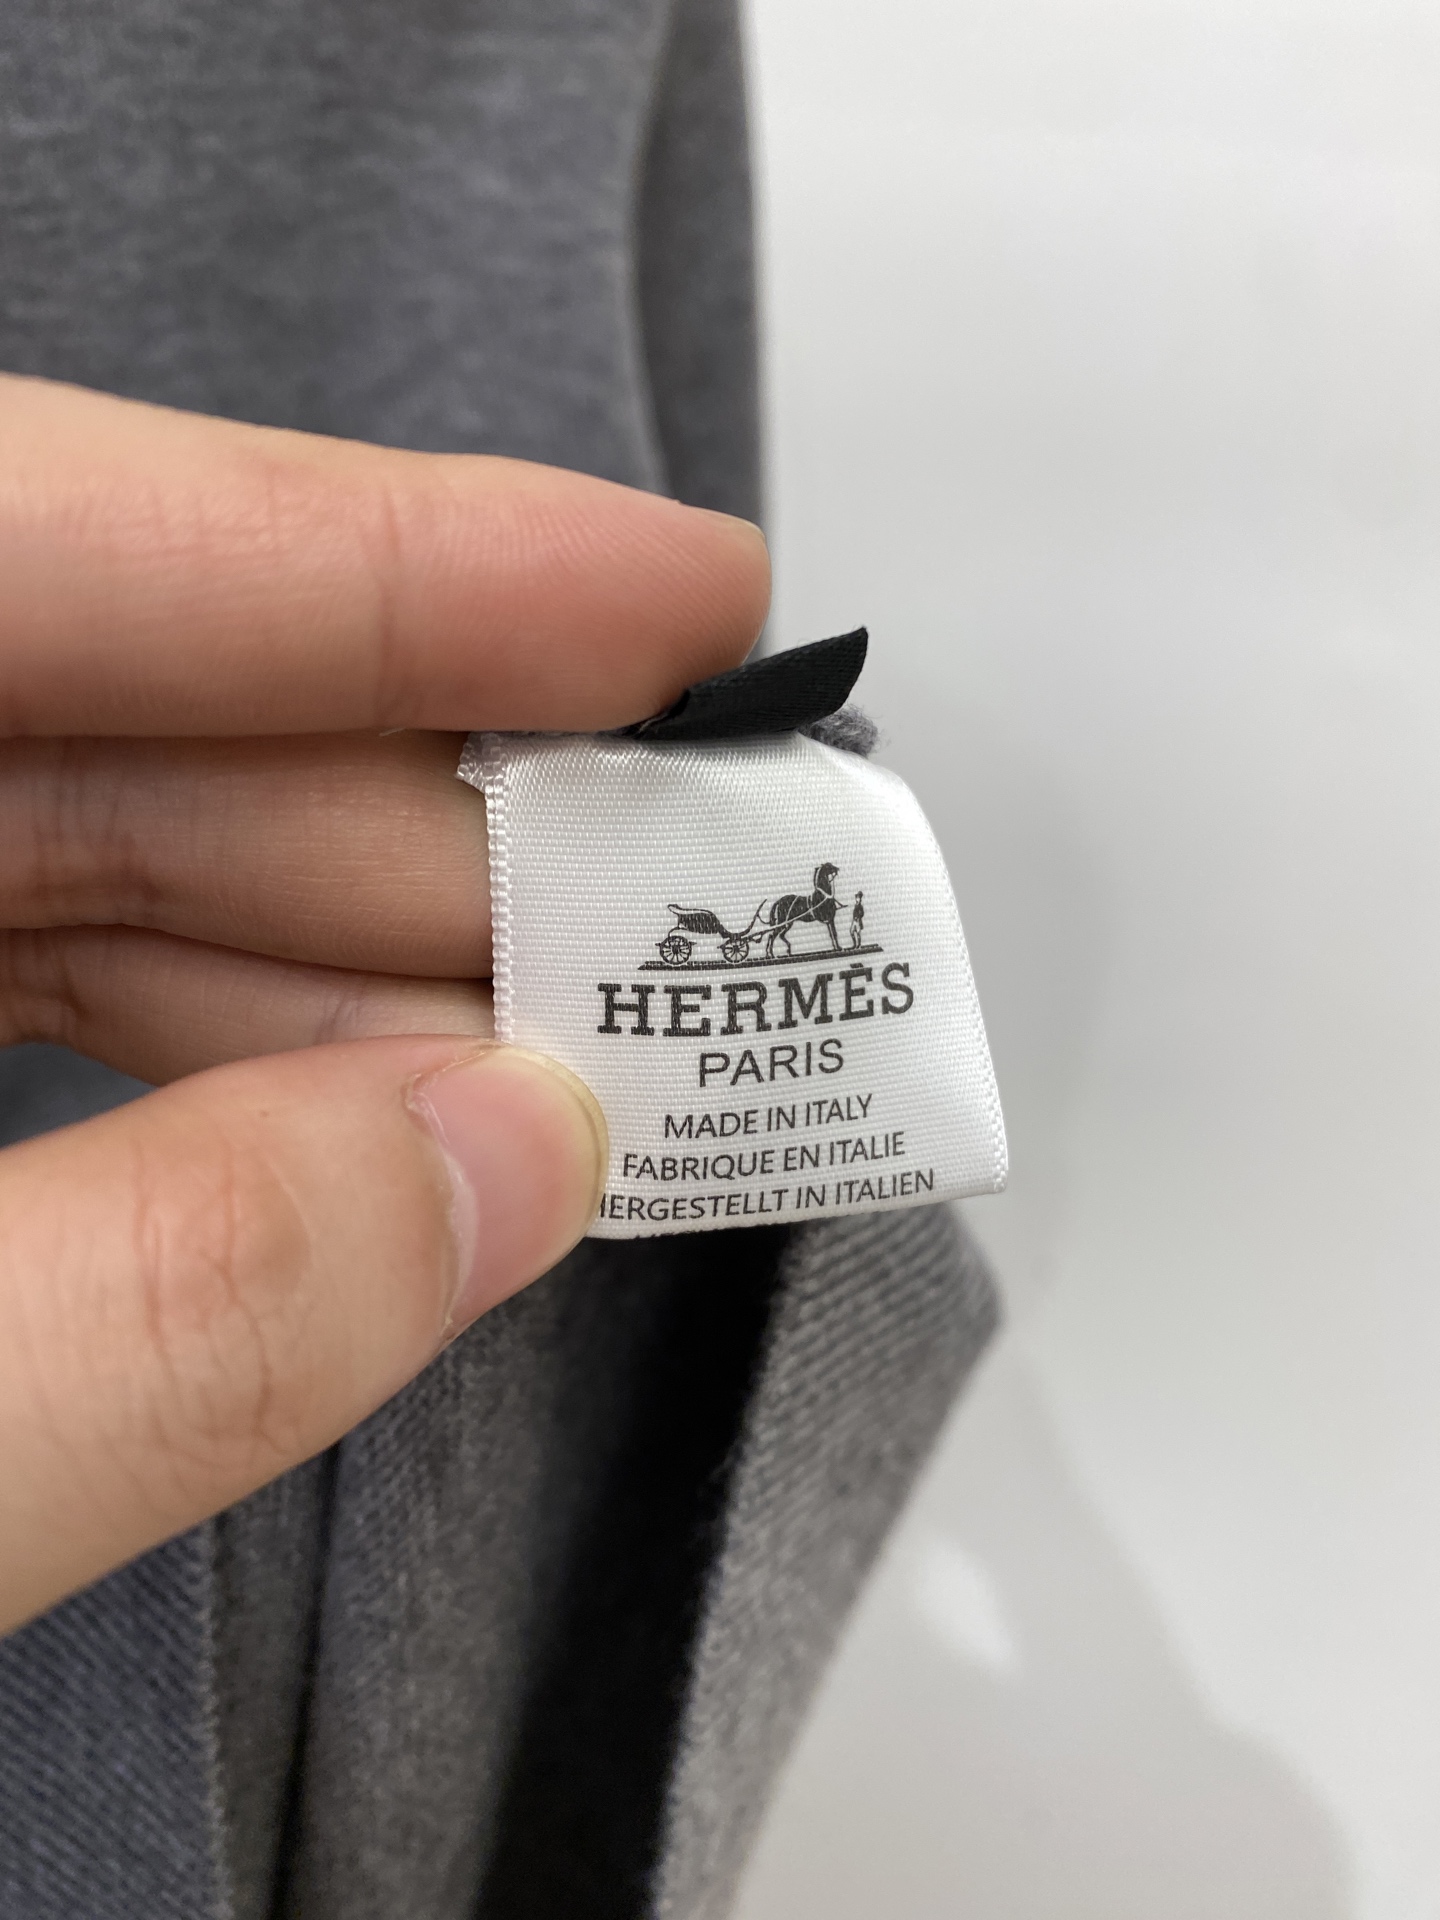 HERMÈS
PARIS
MADE IN ITALY
FABRIQUE EN ITALIE
HERGESTELLT IN ITALIEN